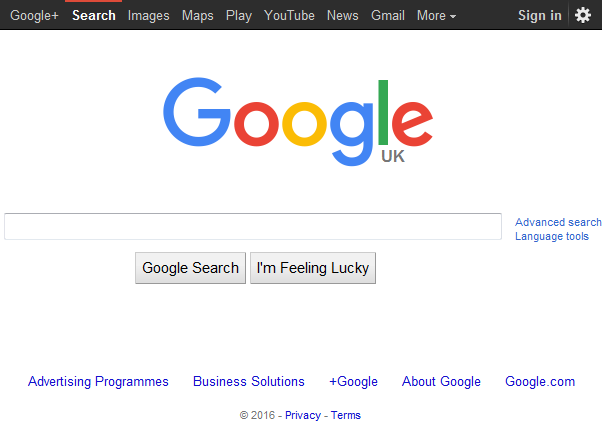 Google+ Search Images Maps Play YouTube News Gmail More Sign in
Google
UK
Advanced search
Language tools
Google Search I'm Feeling Lucky
Advertising Programmes Business Solutions +Google About Google Google.com
© 2016 - Privacy - Terms